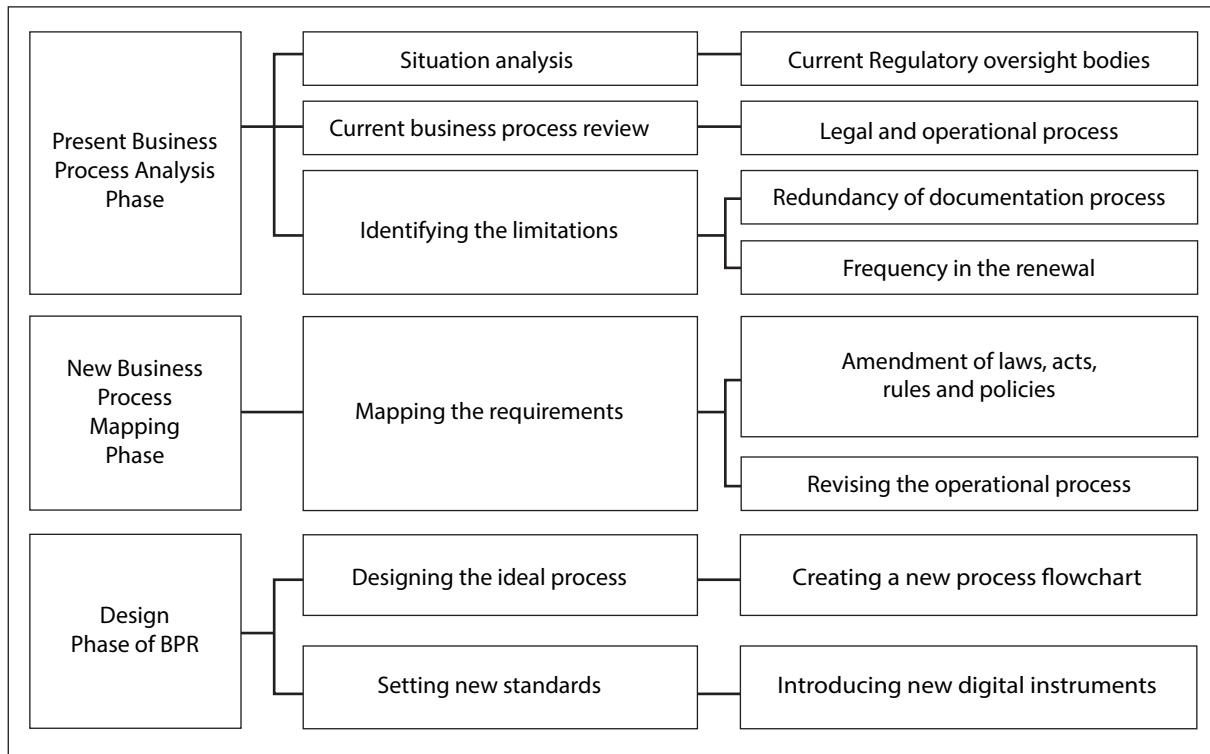 Present Business
Process Analysis
Phase
Situation analysis
Current Regulatory oversight bodies
Current business process review
Legal and operational process
Identifying the limitations
Redundancy of documentation process
Frequency in the renewal
New Business
Process
Mapping
Phase
Mapping the requirements
Amendment of laws, acts,
rules and policies
Revising the operational process
Design
Phase of BPR
Designing the ideal process
Creating a new process flowchart
Setting new standards
Introducing new digital instruments